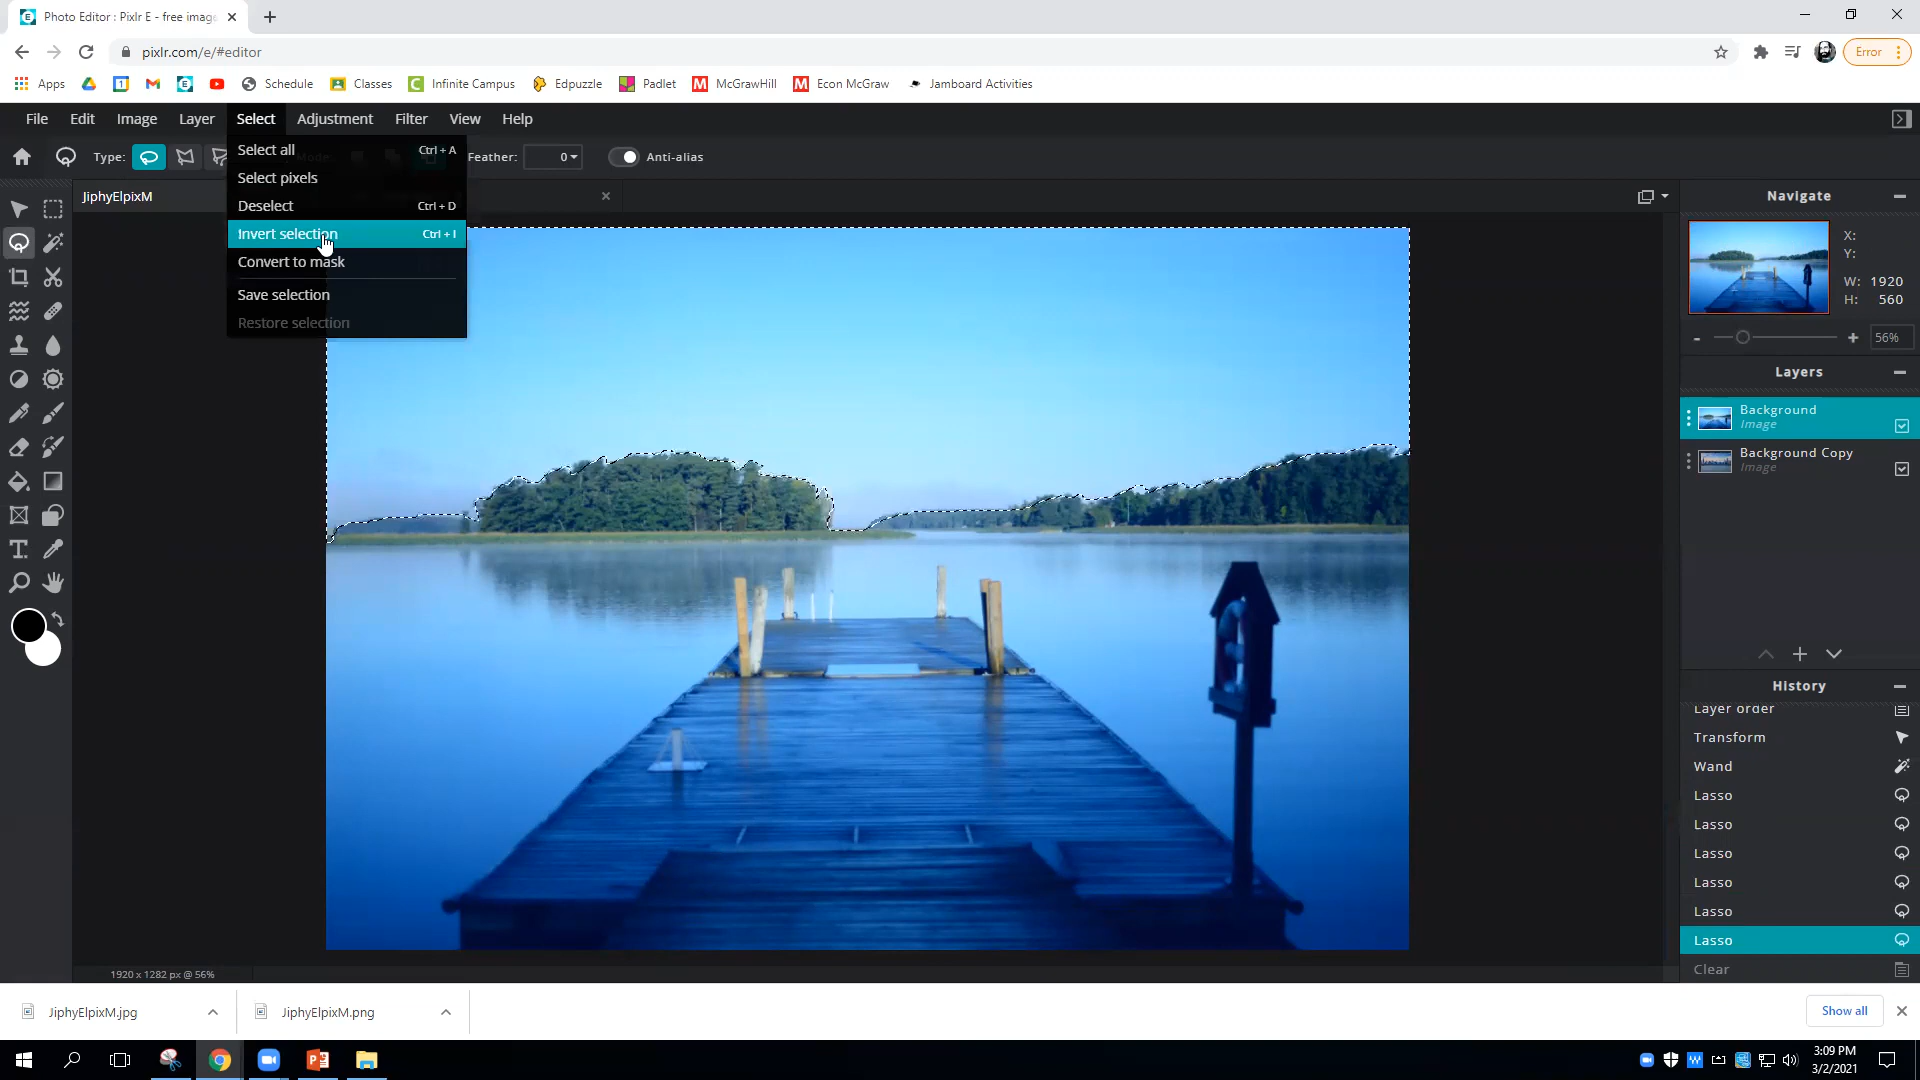 Photo Editor : Pixlr E - free imag
pixlr.com/e/#editor
Error
Apps
Schedule
Classes
Infinite Campus
Edpuzzle
Padlet
McGrawHill
Econ McGraw
Jamboard Activities
File Edit Image Layer Select Adjustment Filter View Help
Type:
Feather: 0
Anti-alias
Select all Ctrl + A
Select pixels
Deselect Ctrl + D
Invert selection Ctrl + I
Convert to mask
Save selection
Restore selection
JiphyElpixM
Navigate
X:
Y:
W: 1920
H: 560
56%
Layers
Background
Image
Background Copy
Image
History
Layer order
Transform
Wand
Lasso
Lasso
Lasso
Lasso
Lasso
Lasso
Clear
1920 x 1282 px @ 56%
JiphyElpixM.jpg
JiphyElpixM.png
Show all
3:09 PM
3/2/2021